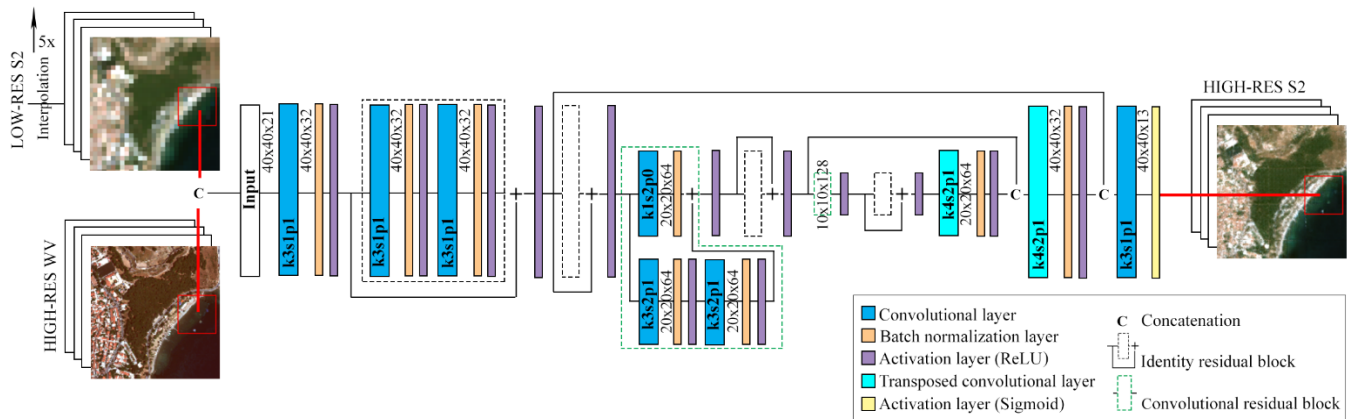 LOW-RES S2
5x
Interpolation
HIGH-RES WV
C
Input
40x40x21
k3s1p1
40x40x32
k3s1p1
40x40x32
k3s1p1
40x40x32
+
+
k1s2p0
20x20x64
+
k3s2p1
20x20x64
k3s2p1
20x20x64
+
10x10x128
+
k4s2p1
20x20x64
C
k4s2p1
40x40x32
C
k3s1p1
40x40x13
HIGH-RES S2
Convolutional layer
Batch normalization layer
Activation layer (ReLU)
Transposed convolutional layer
Activation layer (Sigmoid)
C Concatenation
+
Identity residual block
Convolutional residual block